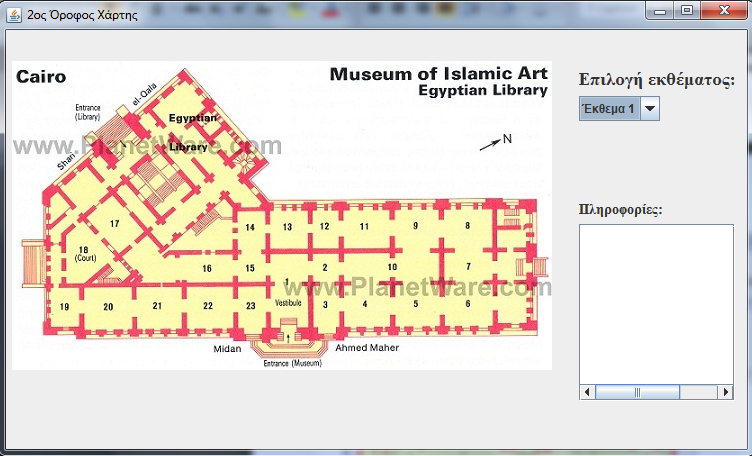 2ος Όροφος Χάρτης
Cairo
Museum of Islamic Art
Egyptian Library
Επιλογή εκθέματος:
Έκθεμα 1
Πληροφορίες:
Entrance
(Library)
Shari
el-Qala
Egyptian
Library
www.PlanetWare.com
N
17
18
(Court)
14
13
12
11
9
8
16
15
1
2
10
7
www.PlanetWare.com
19
20
21
22
23
Vestibule
3
4
5
6
Midan
Ahmed Maher
Entrance (Museum)